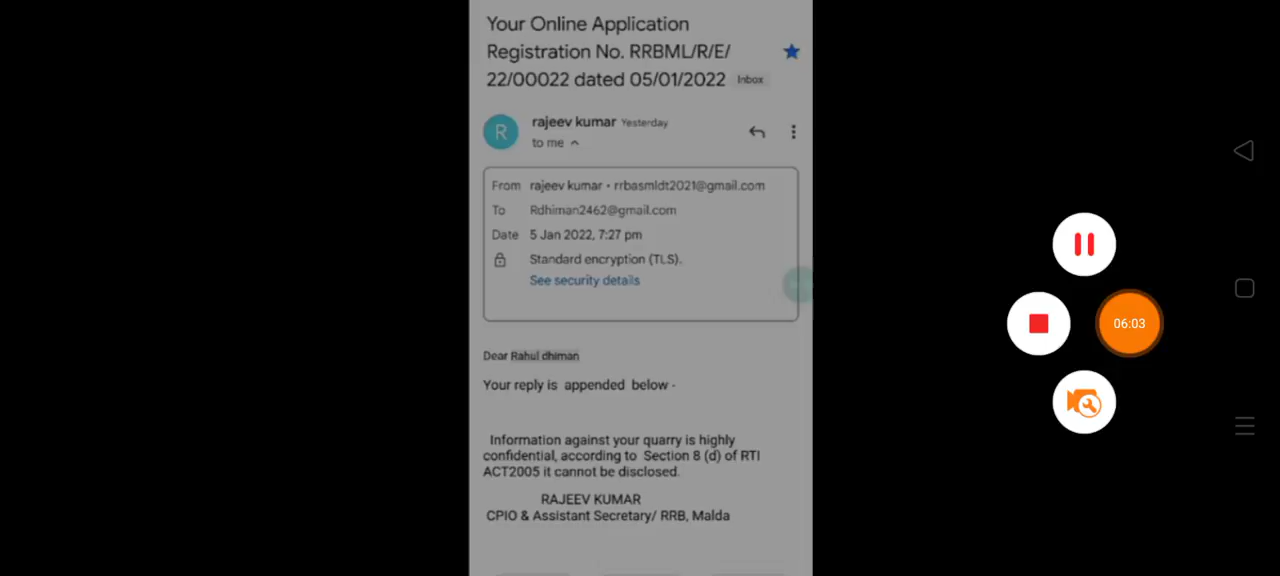 Your Online Application
Registration No. RRBML/R/E/
22/00022 dated 05/01/2022 Inbox
R
rajeev kumar Yesterday
to me
From rajeev kumar • rrbasmldt2021@gmail.com
To Rdhiman2462@gmail.com
Date 5 Jan 2022, 7:27 pm
Standard encryption (TLS).
See security details
Dear Rahul dhiman
Your reply is appended below -
Information against your quarry is highly
confidential, according to Section 8 (d) of RTI
ACT2005 it cannot be disclosed.
RAJEEV KUMAR
CPIO & Assistant Secretary/ RRB, Malda
06:03